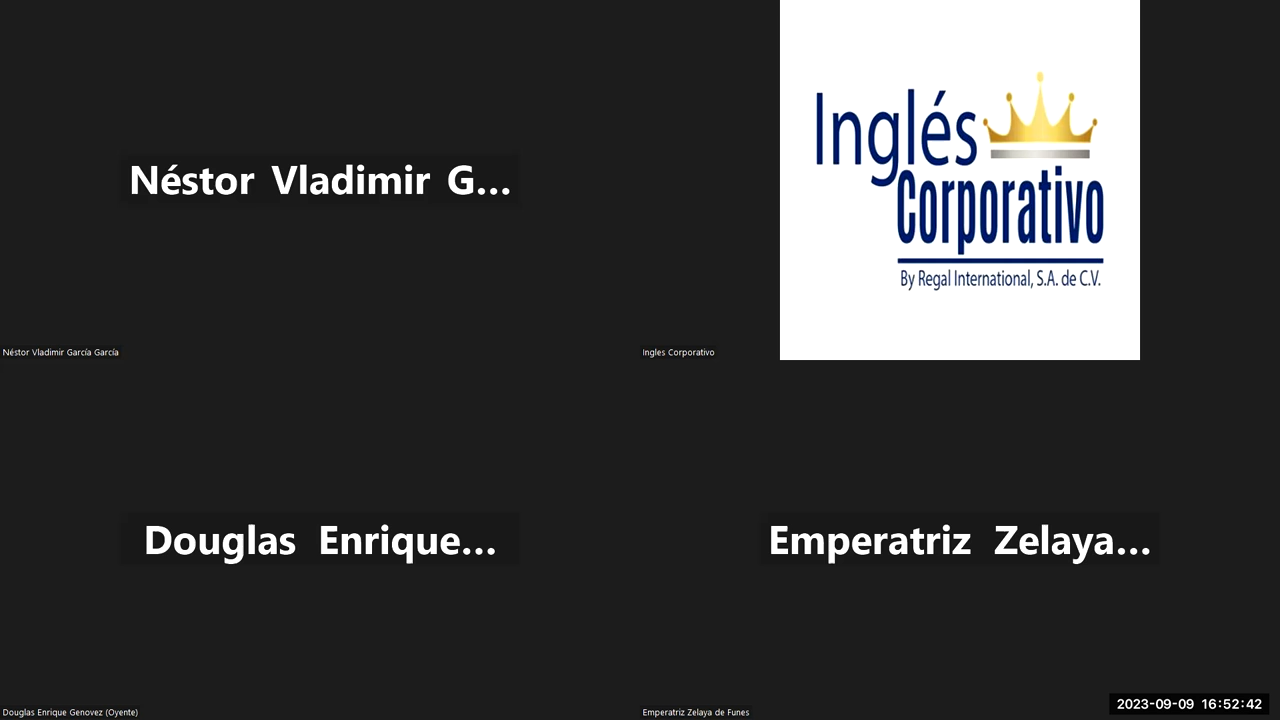 Néstor Vladimir G...
Néstor Vladimir García García
Inglés
Corporativo
By Regal International, S.A. de C.V.
Ingles Corporativo
Douglas Enrique...
Douglas Enrique Genovez (Oyente)
Emperatriz Zelaya...
Emperatriz Zelaya de Funes
2023-09-09 16:52:42